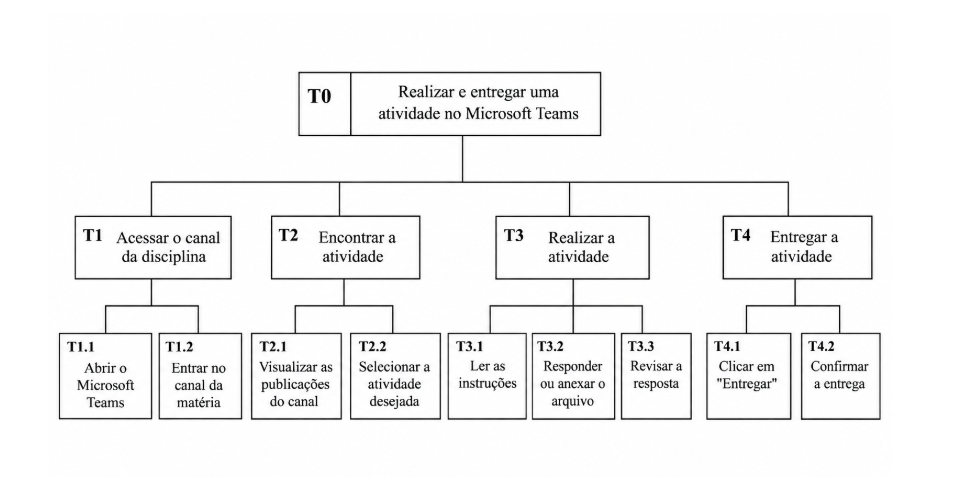 T0
Realizar e entregar uma
atividade no Microsoft Teams
T1 Acessar o canal
da disciplina
T2 Encontrar a
atividade
T3 Realizar a
atividade
T4 Entregar a
atividade
T1.1
Abrir o
Microsoft
Teams
T1.2
Entrar no
canal da
matéria
T2.1
Visualizar as
publicações
do canal
T2.2
Selecionar a
atividade
desejada
T3.1
Ler as
instruções
T3.2
Responder
ou anexar o
arquivo
T3.3
Revisar a
resposta
T4.1
Clicar em
"Entregar"
T4.2
Confirmar
a entrega